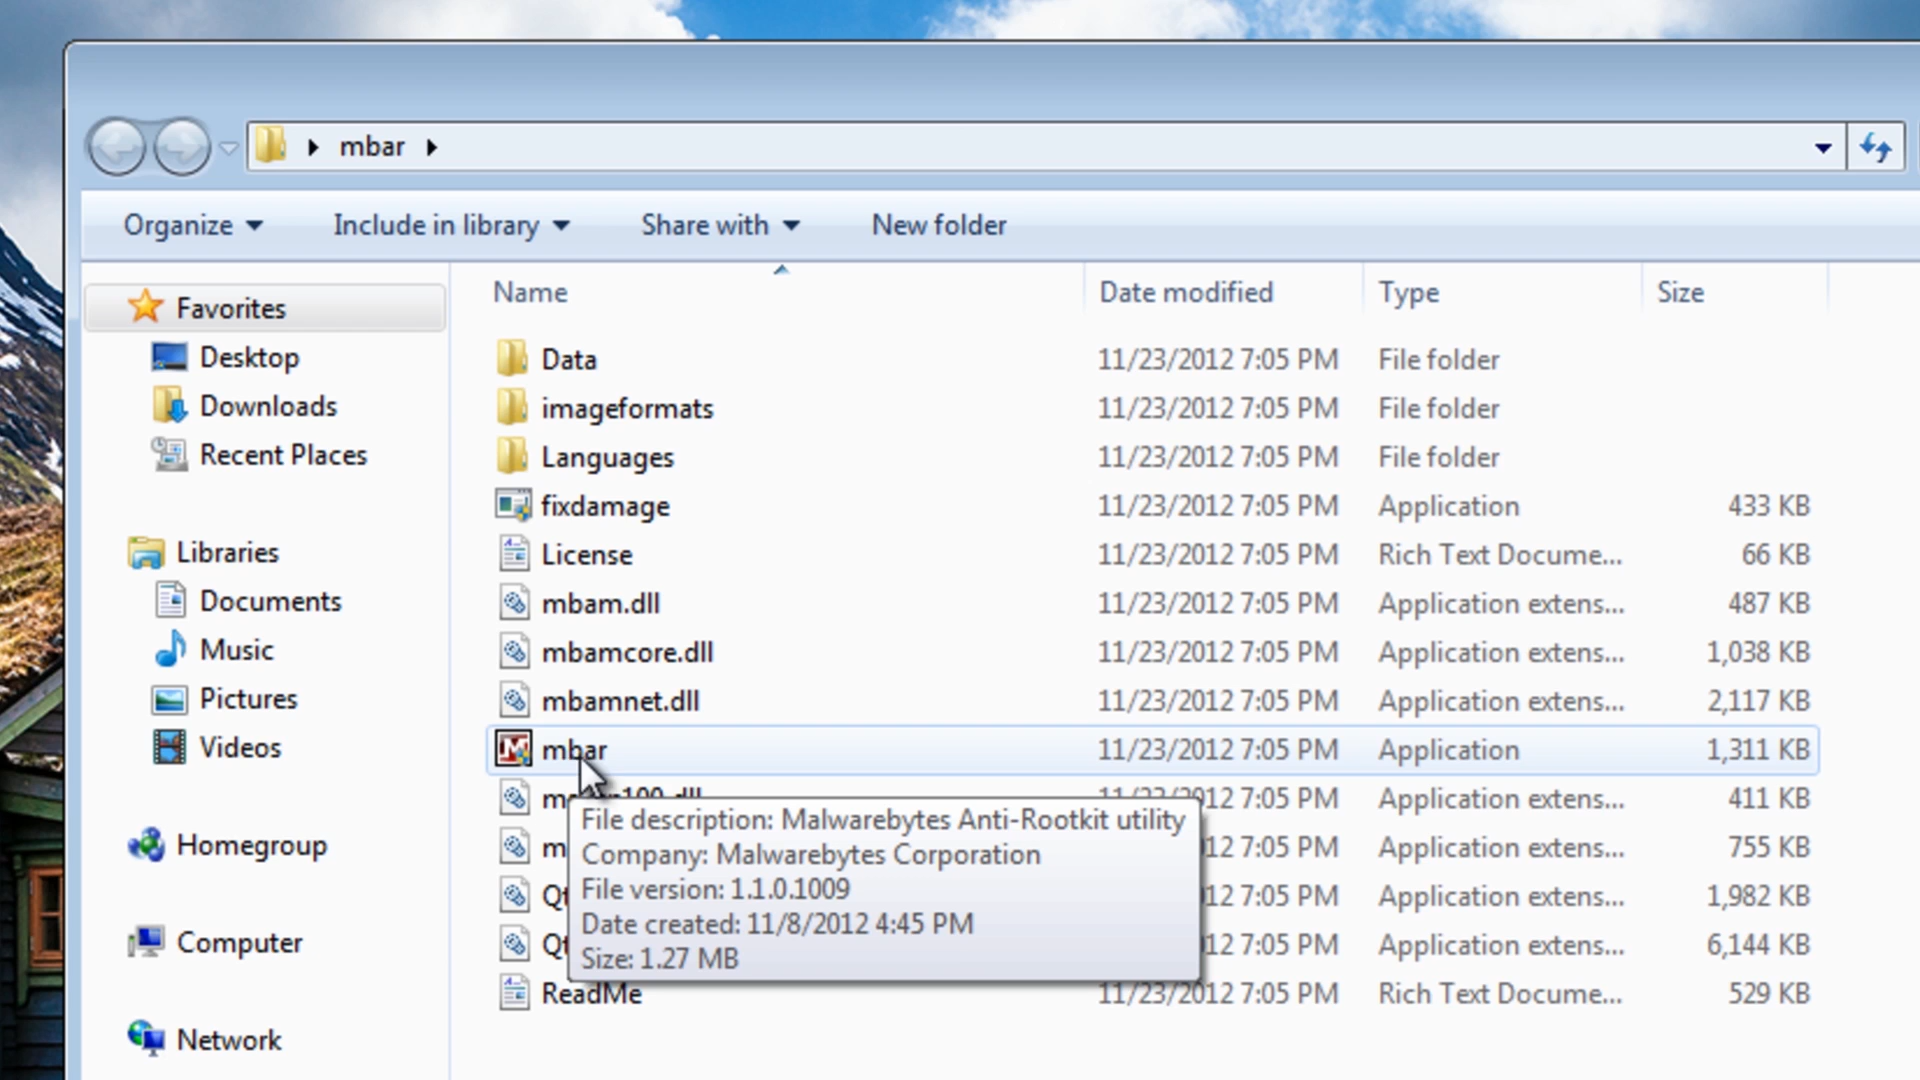 mbar
Organize
Include in library
Share with
New folder
Name
Date modified
Type
Size
Favorites
Desktop
Downloads
Recent Places
Libraries
Documents
Music
Pictures
Videos
Homegroup
Computer
Network
Data 11/23/2012 7:05 PM File folder
imageformats 11/23/2012 7:05 PM File folder
Languages 11/23/2012 7:05 PM File folder
fixdamage 11/23/2012 7:05 PM Application 433 KB
License 11/23/2012 7:05 PM Rich Text Docume... 66 KB
mbam.dll 11/23/2012 7:05 PM Application extens... 487 KB
mbamcore.dll 11/23/2012 7:05 PM Application extens... 1,038 KB
mbamnet.dll 11/23/2012 7:05 PM Application extens... 2,117 KB
mbar 11/23/2012 7:05 PM Application 1,311 KB
Application extens... 411 KB
12 7:05 PM Application extens... 755 KB
12 7:05 PM Application extens... 1,982 KB
12 7:05 PM Application extens... 6,144 KB
ReadMe 11/23/2012 7:05 PM Rich Text Docume... 529 KB
File description: Malwarebytes Anti-Rootkit utility
Company: Malwarebytes Corporation
File version: 1.1.0.1009
Date created: 11/8/2012 4:45 PM
Size: 1.27 MB